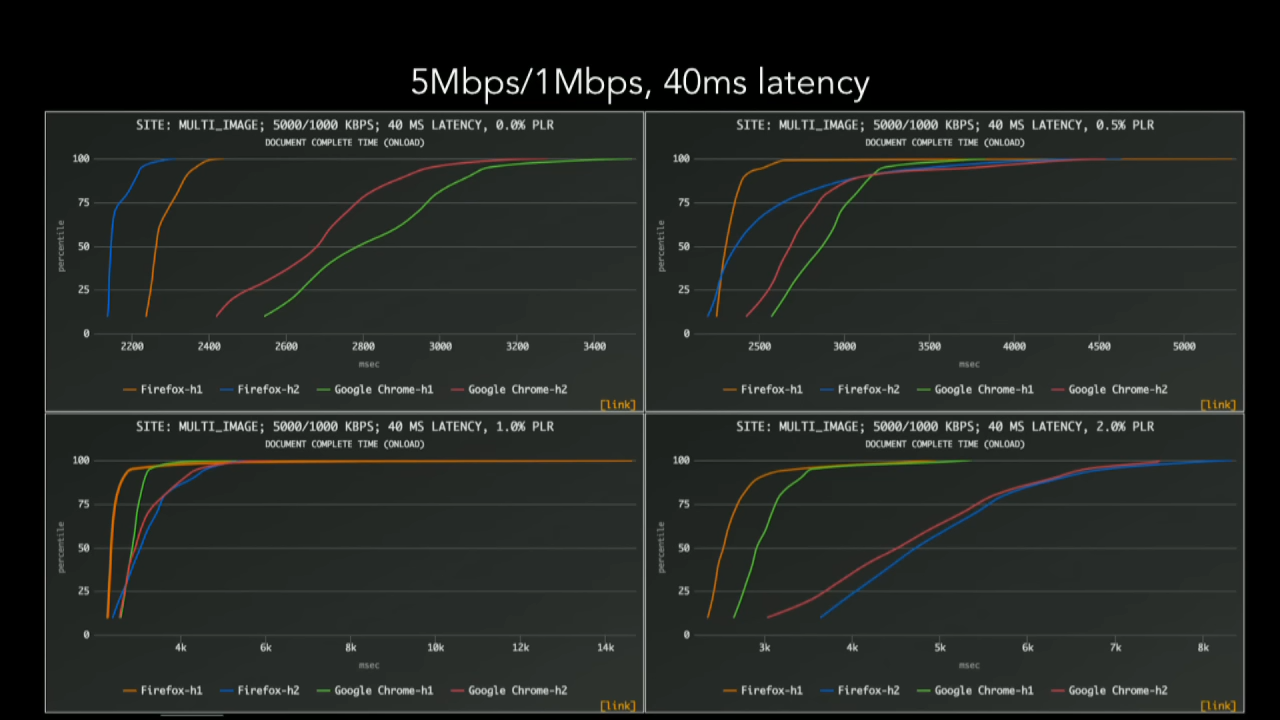 5Mbps/1Mbps, 40ms latency
SITE: MULTI_IMAGE; 5000/1000 KBPS; 40 MS LATENCY, 0.0% PLR
DOCUMENT COMPLETE TIME (ONLOAD)
100
75
50
25
0
percentile
2200 2400 2600 2800 3000 3200 3400
msec
Firefox-h1 Firefox-h2 Google Chrome-h1 Google Chrome-h2
[link]
SITE: MULTI_IMAGE; 5000/1000 KBPS; 40 MS LATENCY, 0.5% PLR
DOCUMENT COMPLETE TIME (ONLOAD)
100
75
50
25
0
percentile
2500 3000 3500 4000 4500 5000
msec
Firefox-h1 Firefox-h2 Google Chrome-h1 Google Chrome-h2
[link]
SITE: MULTI_IMAGE; 5000/1000 KBPS; 40 MS LATENCY, 1.0% PLR
DOCUMENT COMPLETE TIME (ONLOAD)
100
75
50
25
0
percentile
4k 6k 8k 10k 12k 14k
msec
Firefox-h1 Firefox-h2 Google Chrome-h1 Google Chrome-h2
[link]
SITE: MULTI_IMAGE; 5000/1000 KBPS; 40 MS LATENCY, 2.0% PLR
DOCUMENT COMPLETE TIME (ONLOAD)
100
75
50
25
0
percentile
3k 4k 5k 6k 7k 8k
msec
Firefox-h1 Firefox-h2 Google Chrome-h1 Google Chrome-h2
[link]